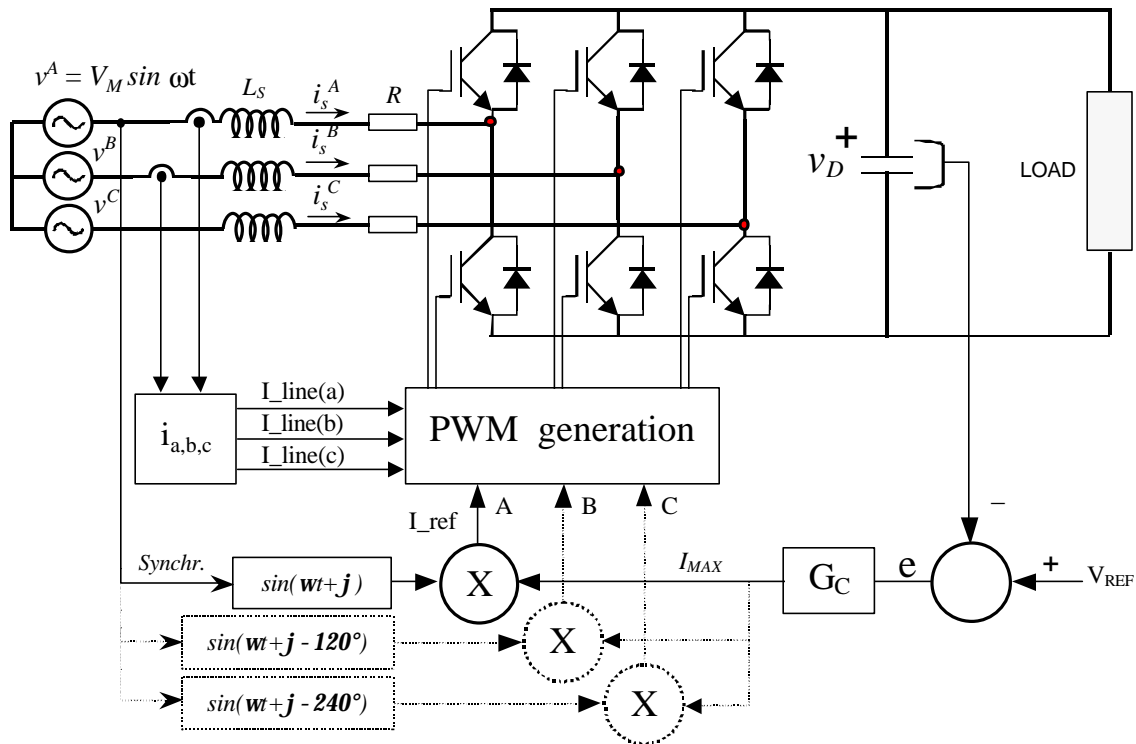 v^A = V_M sin ωt
L_S
i_s^A
R
v^B
i_s^B
v^C
i_s^C
+
v_D
LOAD
i_a,b,c
I_line(a)
I_line(b)
I_line(c)
PWM generation
A
B
C
I_ref
–
Synchr.
sin(wt+j)
X
I_MAX
G_C
e
+
V_REF
sin(wt+j - 120°)
X
sin(wt+j - 240°)
X